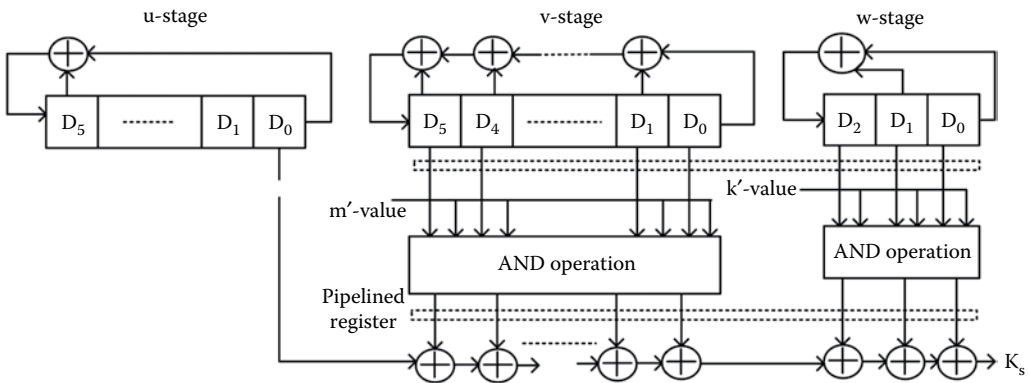 u-stage
v-stage
w-stage
D₅ D₁ D₀
D₅ D₄ D₁ D₀
D₂ D₁ D₀
m′-value
k′-value
AND operation
AND operation
Pipelined
register
Kₛ